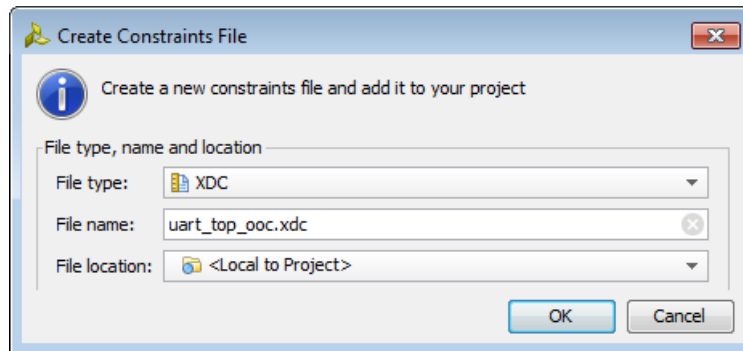 Create Constraints File
Create a new constraints file and add it to your project
File type, name and location
File type: XDC
File name: uart_top_ooc.xdc
File location: <Local to Project>
OK Cancel